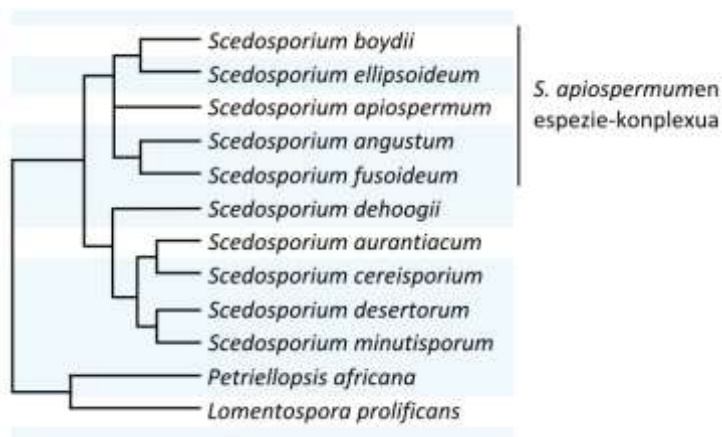 Scedosporium boydii
Scedosporium ellipsoideum
Scedosporium apiospermum
Scedosporium angustum
Scedosporium fusoideum
Scedosporium dehoogii
Scedosporium aurantiacum
Scedosporium cereisporium
Scedosporium desertorum
Scedosporium minutisporum
Petriellopsis africana
Lomentospora prolificans
S. apiospermumen
espezie-konplexua